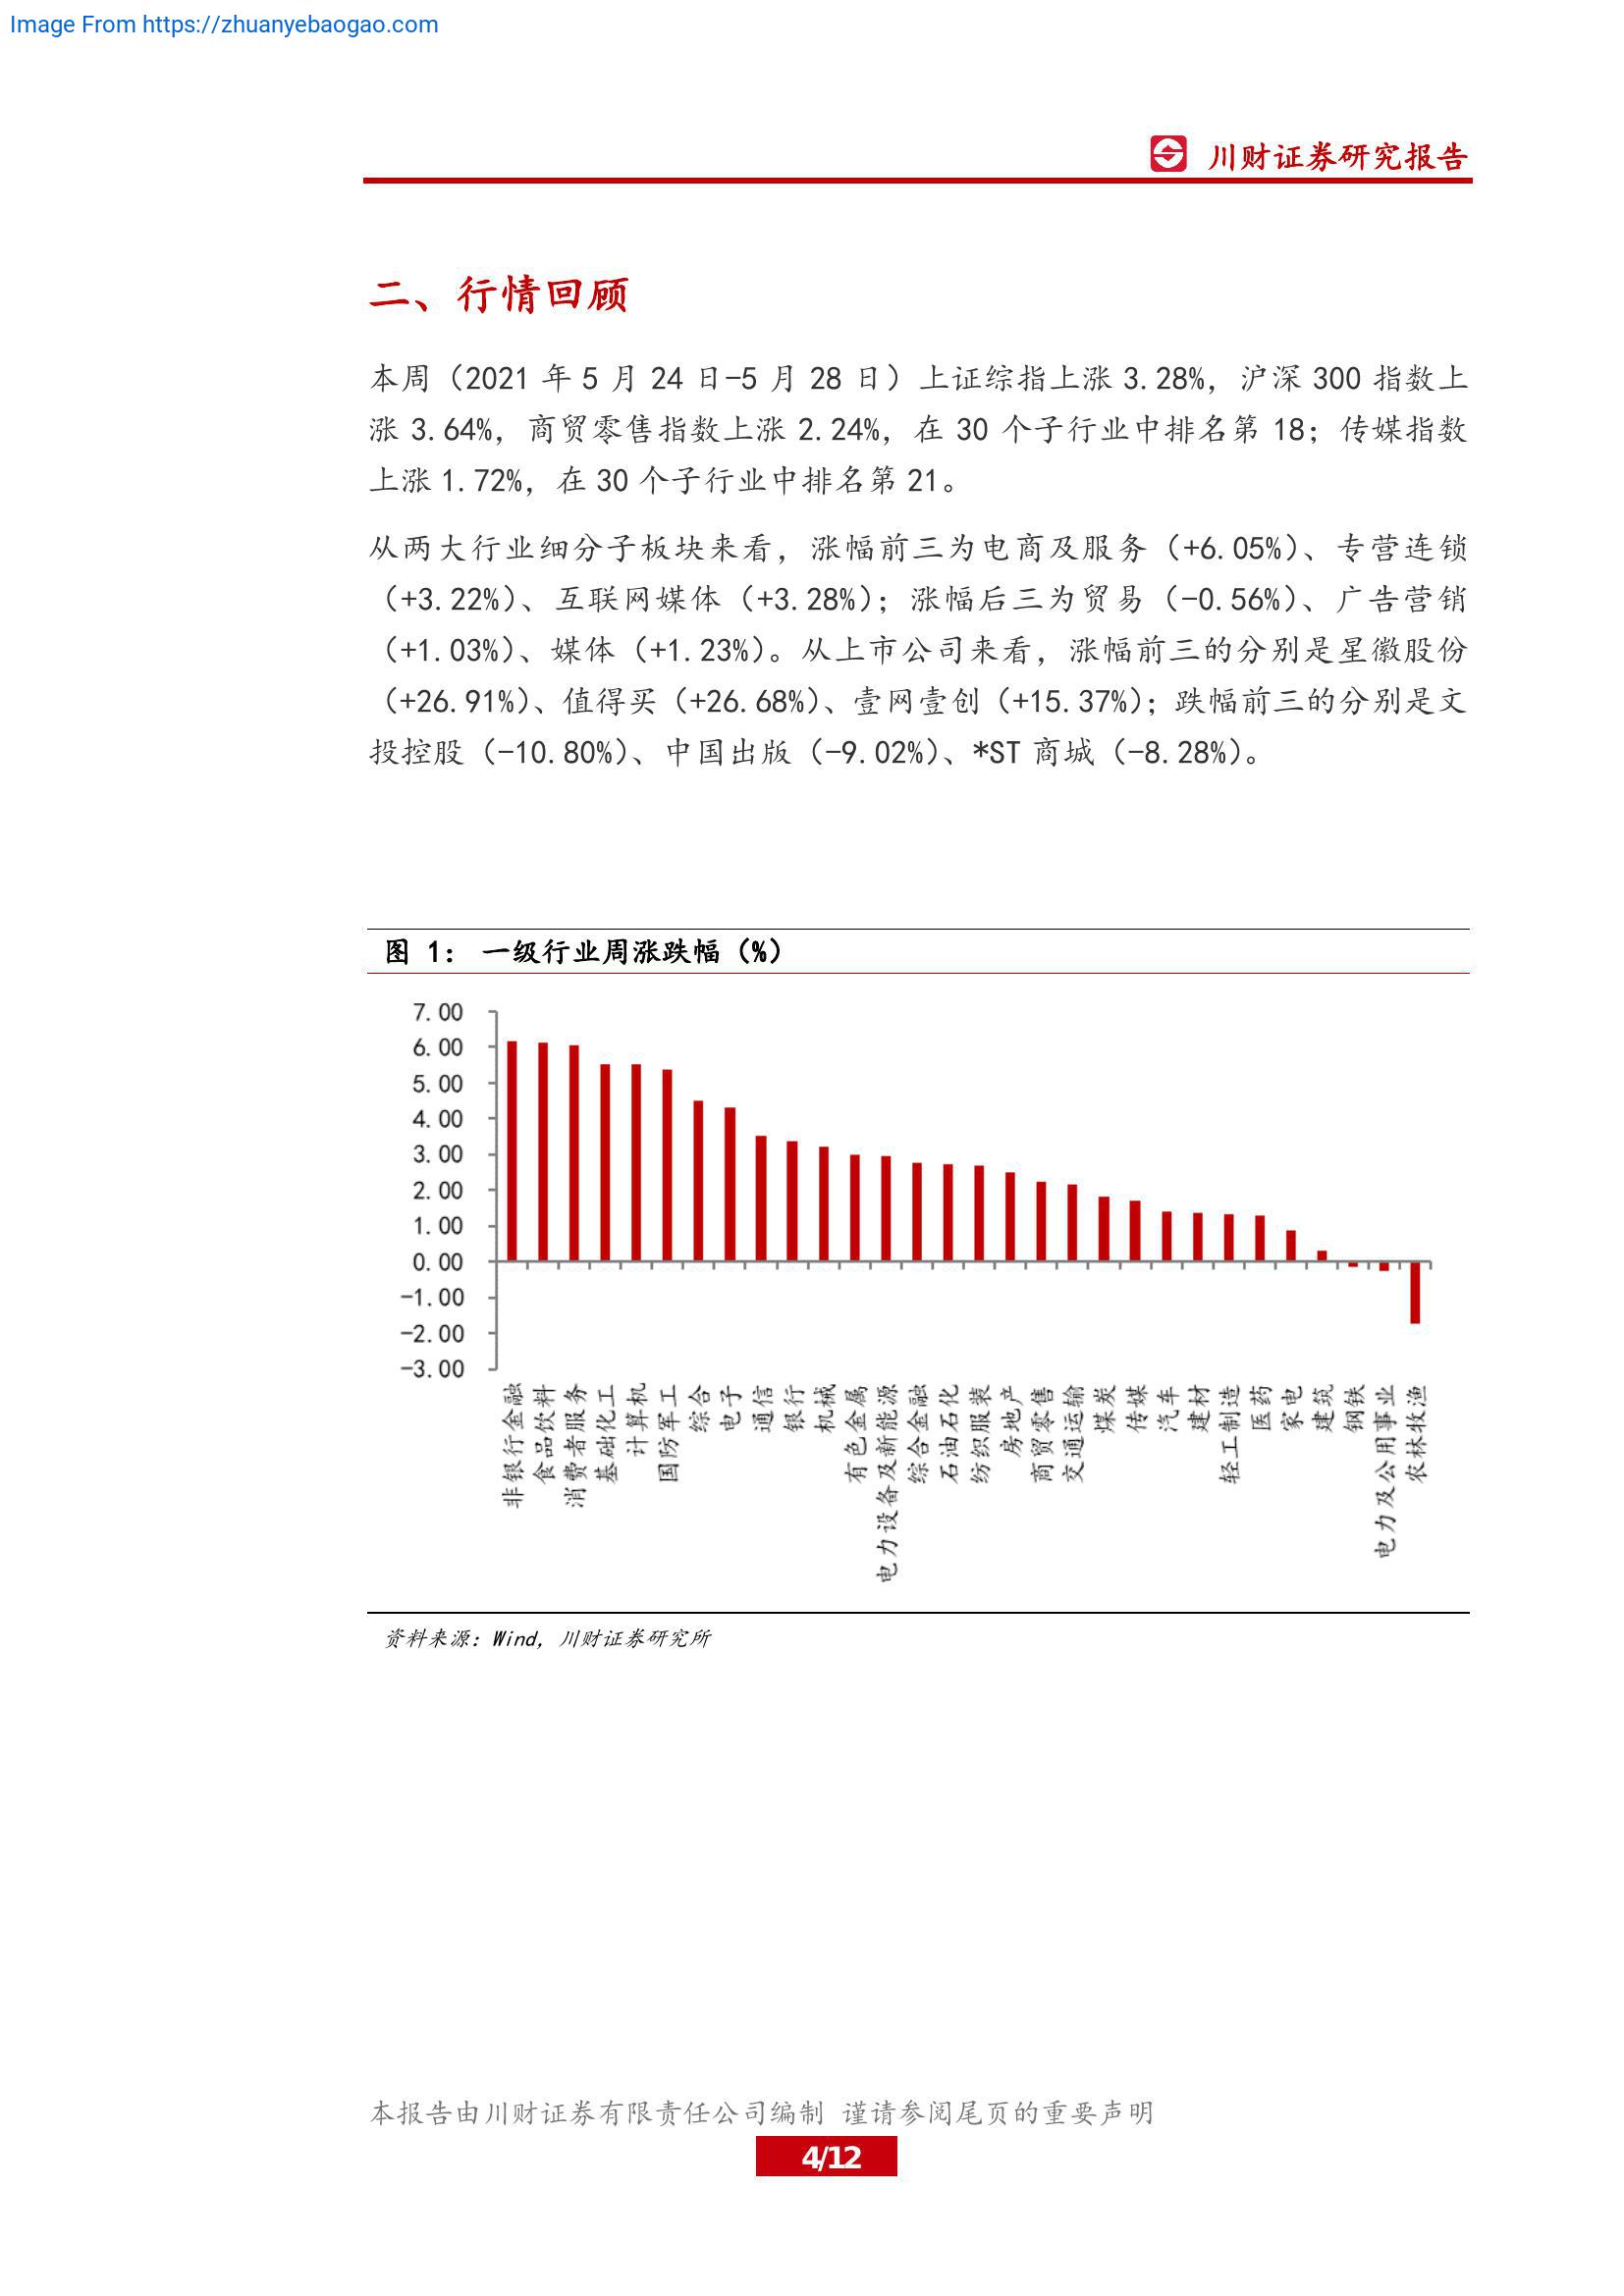 Image From https://zhuanyebaogao.com
川财证券研究报告
二、行情回顾
本周（2021 年 5 月 24 日-5 月 28 日）上证综指上涨 3.28%，沪深 300 指数上
涨 3.64%，商贸零售指数上涨 2.24%，在 30 个子行业中排名第 18；传媒指数
上涨 1.72%，在 30 个子行业中排名第 21。
从两大行业细分子板块来看，涨幅前三为电商及服务（+6.05%）、专营连锁
（+3.22%）、互联网媒体（+3.28%）；涨幅后三为贸易（-0.56%）、广告营销
（+1.03%）、媒体（+1.23%）。从上市公司来看，涨幅前三的分别是星徽股份
（+26.91%）、值得买（+26.68%）、壹网壹创（+15.37%）；跌幅前三的分别是文
投控股（-10.80%）、中国出版（-9.02%）、*ST 商城（-8.28%）。
图 1： 一级行业周涨跌幅（%）
7.00
6.00
5.00
4.00
3.00
2.00
1.00
0.00
-1.00
-2.00
-3.00
非银行金融
食品饮料
消费者服务
基础化工
计算机
国防军工
综合
电子
通信
银行
机械
有色金属
电力设备及新能源
综合金融
石油石化
纺织服装
房地产
商贸零售
交通运输
煤炭
传媒
汽车
建材
轻工制造
医药
家电
建筑
钢铁
电力及公用事业
农林牧渔
资料来源：Wind，川财证券研究所
本报告由川财证券有限责任公司编制 谨请参阅尾页的重要声明
4/12